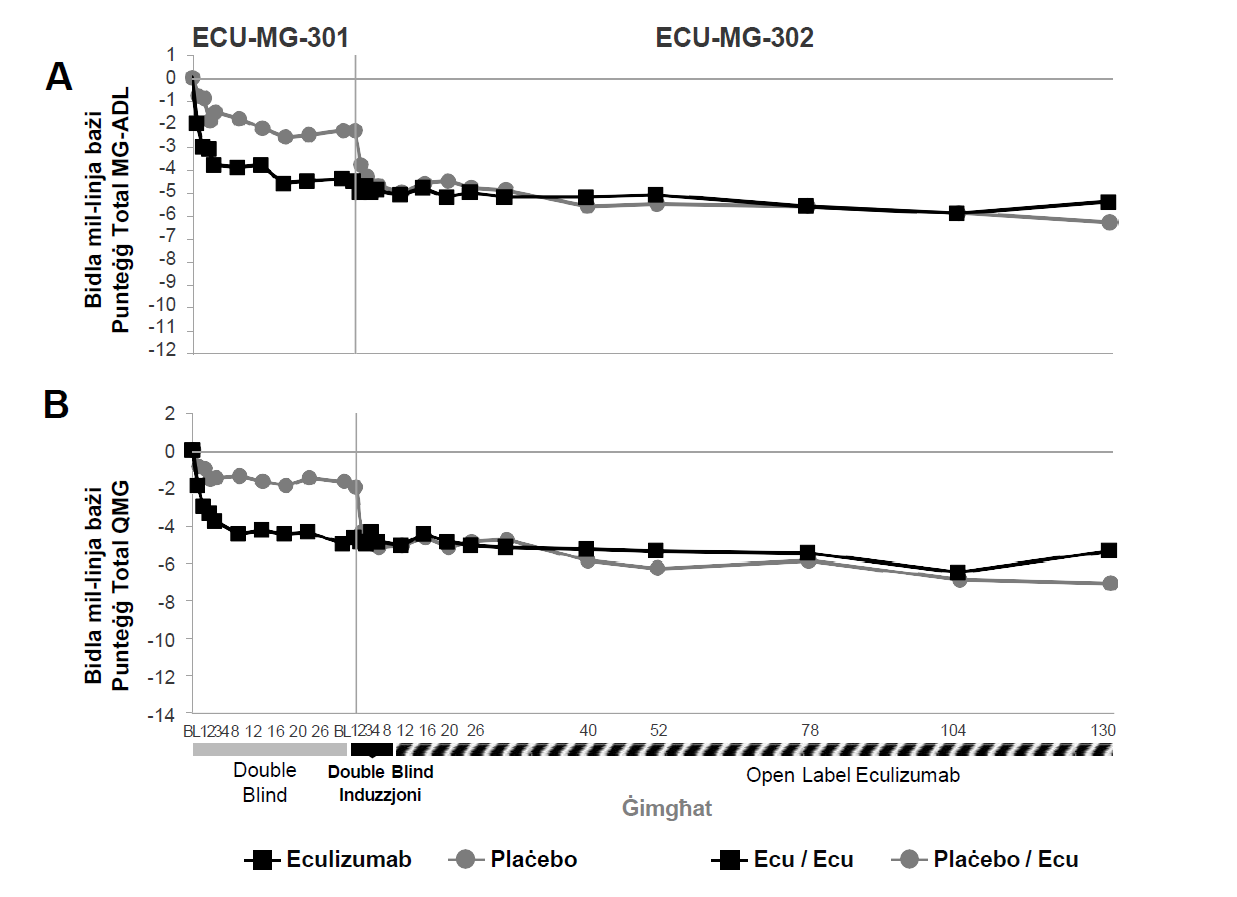 ECU-MG-301
ECU-MG-302
A
Bidla mil-linja bażi
Punteġġ Total MG-ADL
1
0
-1
-2
-3
-4
-5
-6
-7
-8
-9
-10
-11
-12
B
Bidla mil-linja bażi
Punteġġ Total QMG
2
0
-2
-4
-6
-8
-10
-12
-14
BL 1 2 3 4 8 12 16 20 26 BL 1 2 3 4 8 12 16 20 26 40 52 78 104 130
Double
Blind
Double Blind
Induzzjoni
Open Label Eculizumab
Ġimgħat
Eculizumab
Plaċebo
Ecu / Ecu
Plaċebo / Ecu